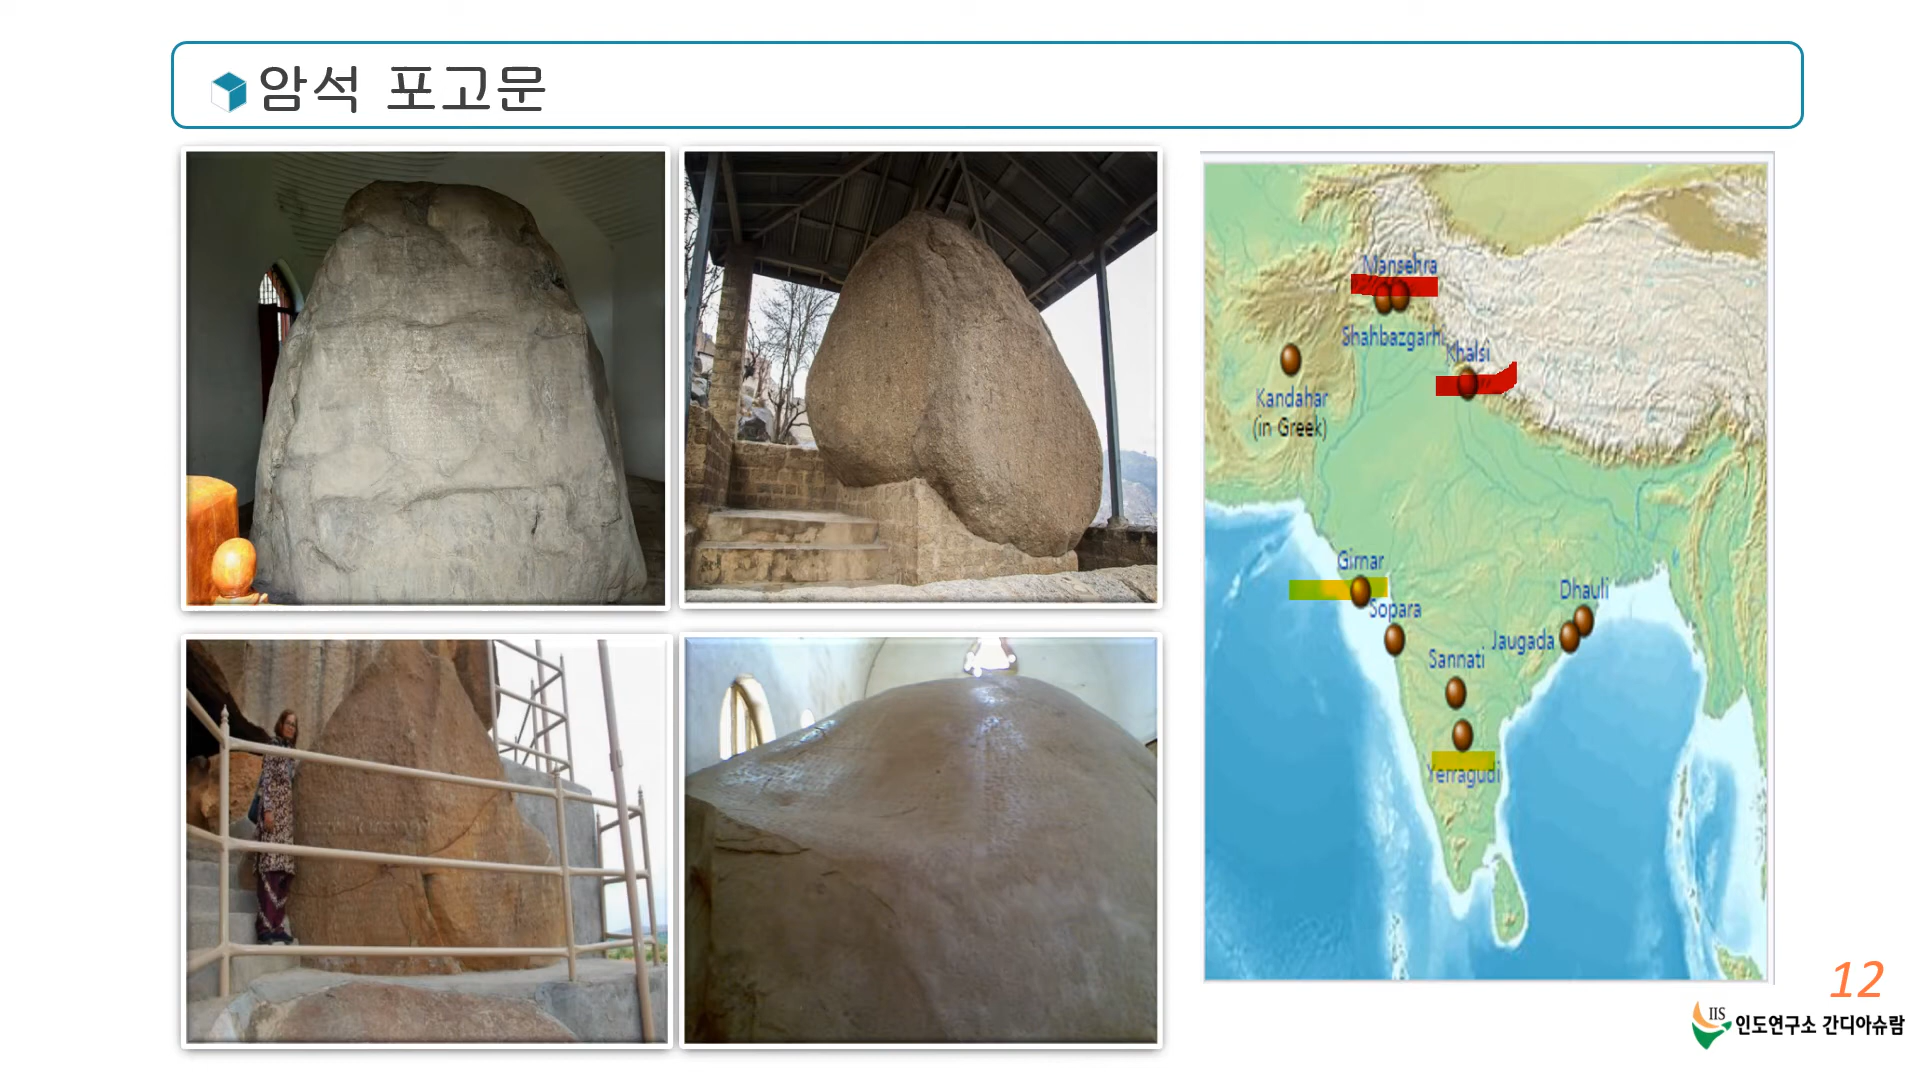 암석 포고문
Mansehra
Shahbazgarhi
Khalsi
Kandahar
(in Greek)
Girnar
Sopara
Dhauli
Jaugada
Sannati
Yerragudi
12
IIS
인도연구소 간디아슈람